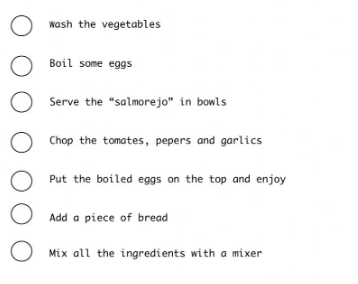 Wash the vegetables
Boil some eggs
Serve the “salmorejo” in bowls
Chop the tomates, pepers and garlics
Put the boiled eggs on the top and enjoy
Add a piece of bread
Mix all the ingredients with a mixer